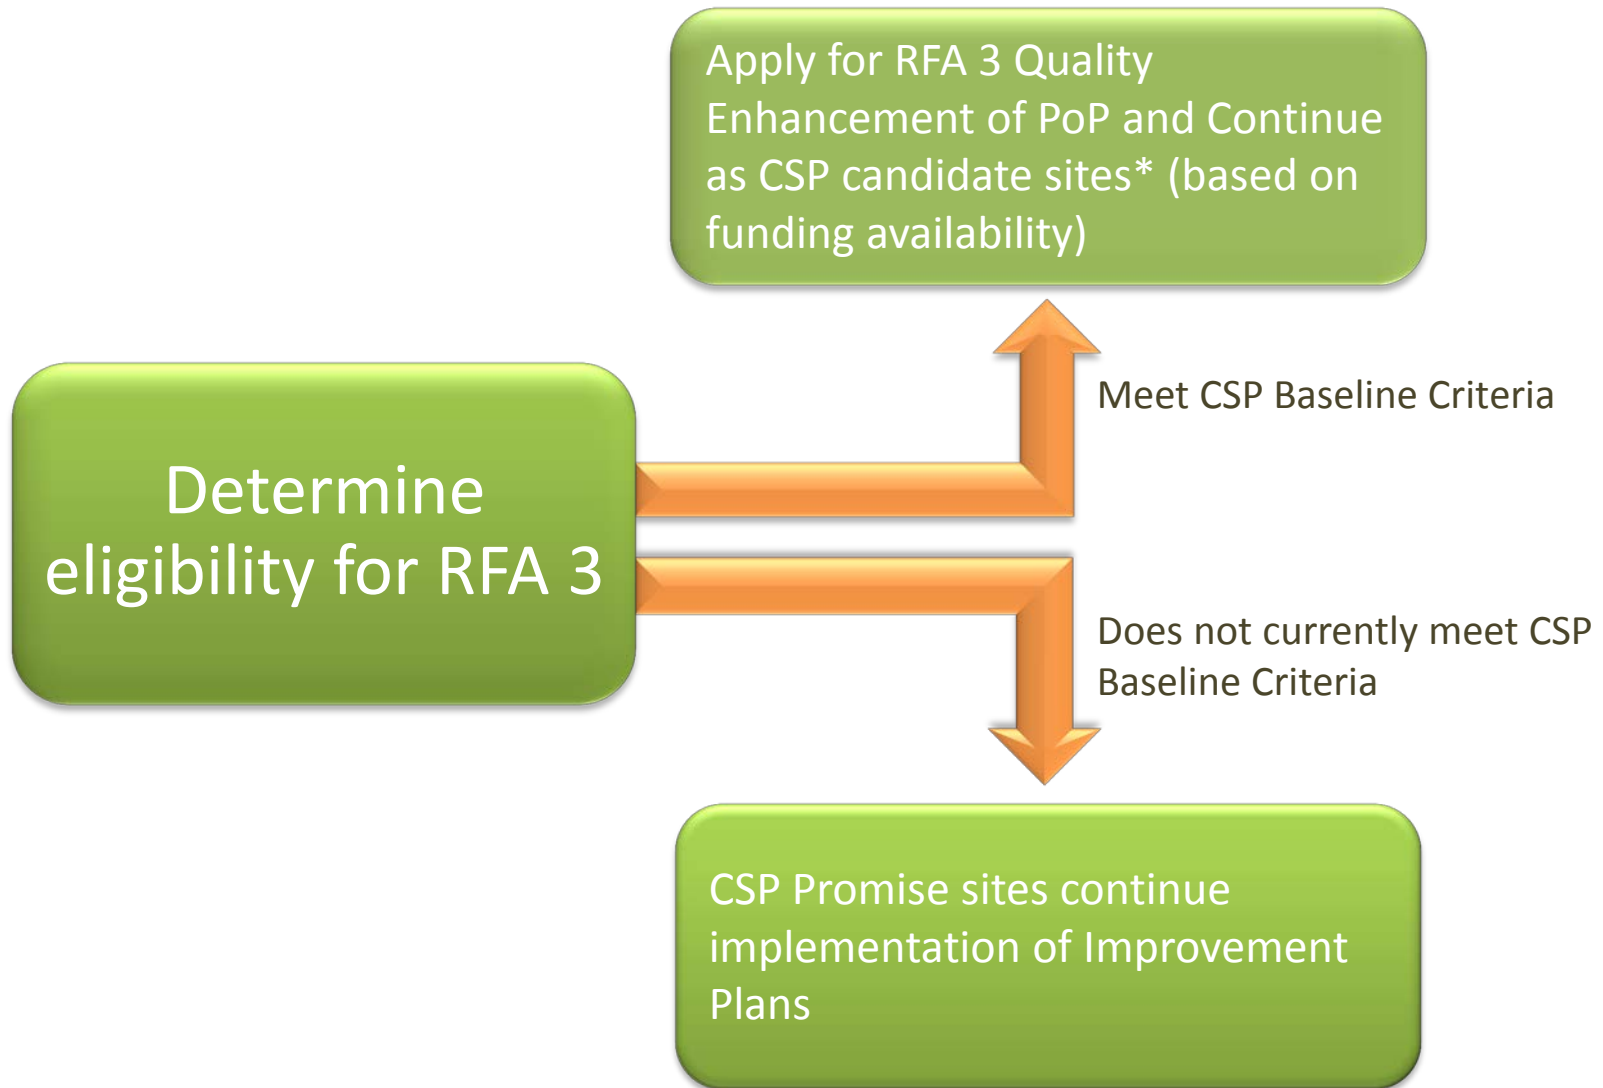 Apply for RFA 3 Quality
Enhancement of PoP and Continue
as CSP candidate sites* (based on
funding availability)
Meet CSP Baseline Criteria
Determine
eligibility for RFA 3
Does not currently meet CSP
Baseline Criteria
CSP Promise sites continue
implementation of Improvement
Plans